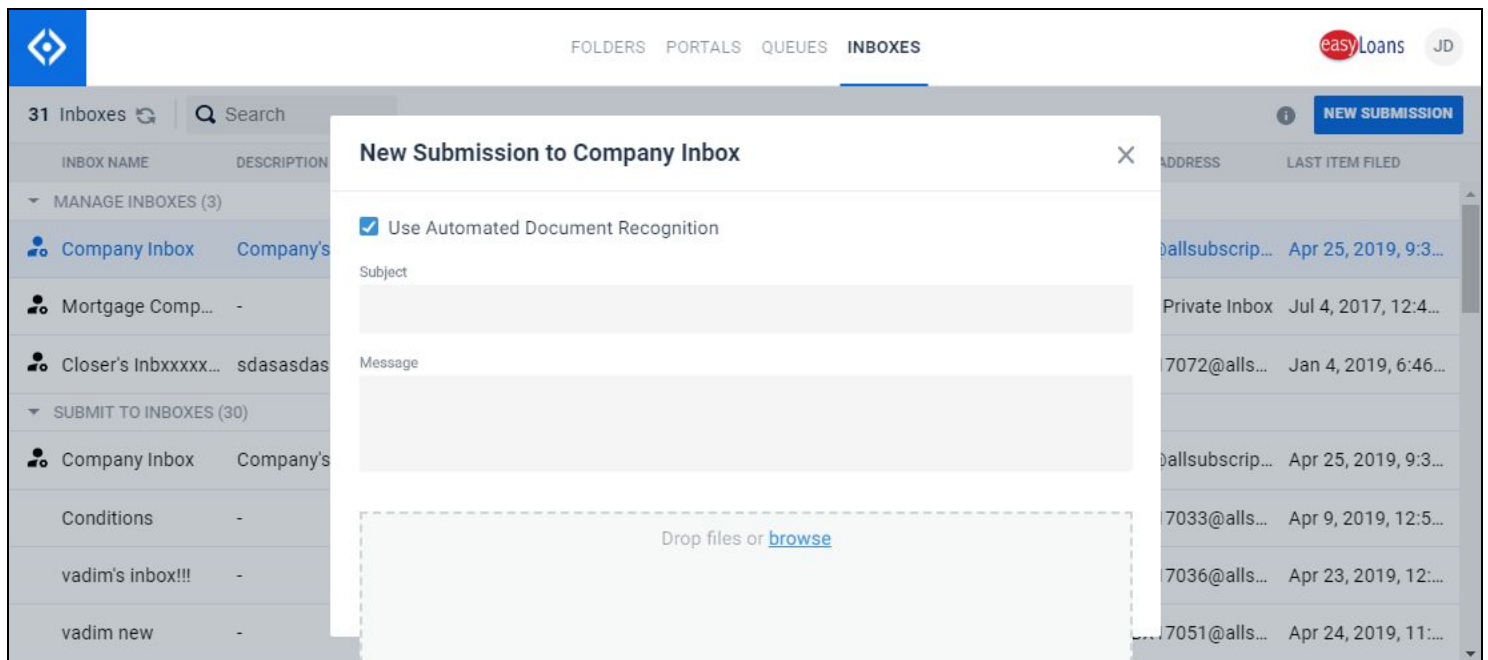 FOLDERS PORTALS QUEUES INBOXES
easyLoans JD
31 Inboxes Search
NEW SUBMISSION
INBOX NAME DESCRIPTION ADDRESS LAST ITEM FILED
New Submission to Company Inbox
MANAGE INBOXES (3)
Use Automated Document Recognition
Company Inbox Company's @allsubscrip... Apr 25, 2019, 9:3...
Subject
Mortgage Comp... - Private Inbox Jul 4, 2017, 12:4...
Message
Closer's Inbxxxxx... sdasasdas 17072@alls... Jan 4, 2019, 6:46...
SUBMIT TO INBOXES (30)
Company Inbox Company's @allsubscrip... Apr 25, 2019, 9:3...
Conditions - 17033@alls... Apr 9, 2019, 12:5...
Drop files or browse
vadim's inbox!!! - 17036@alls... Apr 23, 2019, 12:...
vadim new - 17051@alls... Apr 24, 2019, 11:...